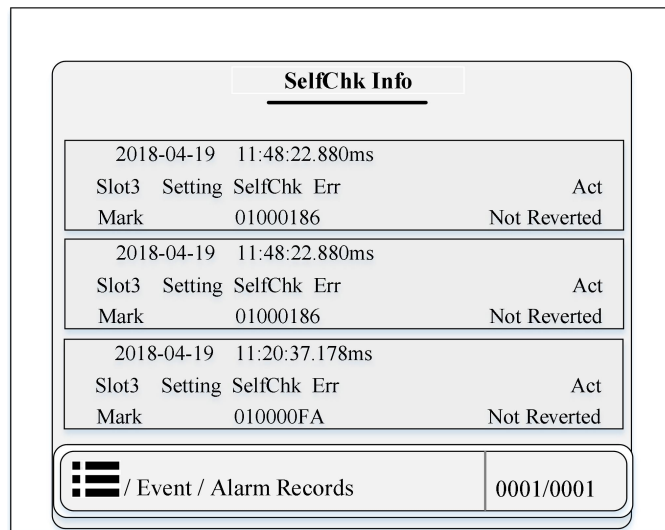 SelfChk Info
2018-04-19 11:48:22.880ms
Slot3 Setting SelfChk Err Act
Mark 01000186 Not Reverted
2018-04-19 11:48:22.880ms
Slot3 Setting SelfChk Err Act
Mark 01000186 Not Reverted
2018-04-19 11:20:37.178ms
Slot3 Setting SelfChk Err Act
Mark 010000FA Not Reverted
/ Event / Alarm Records 0001/0001